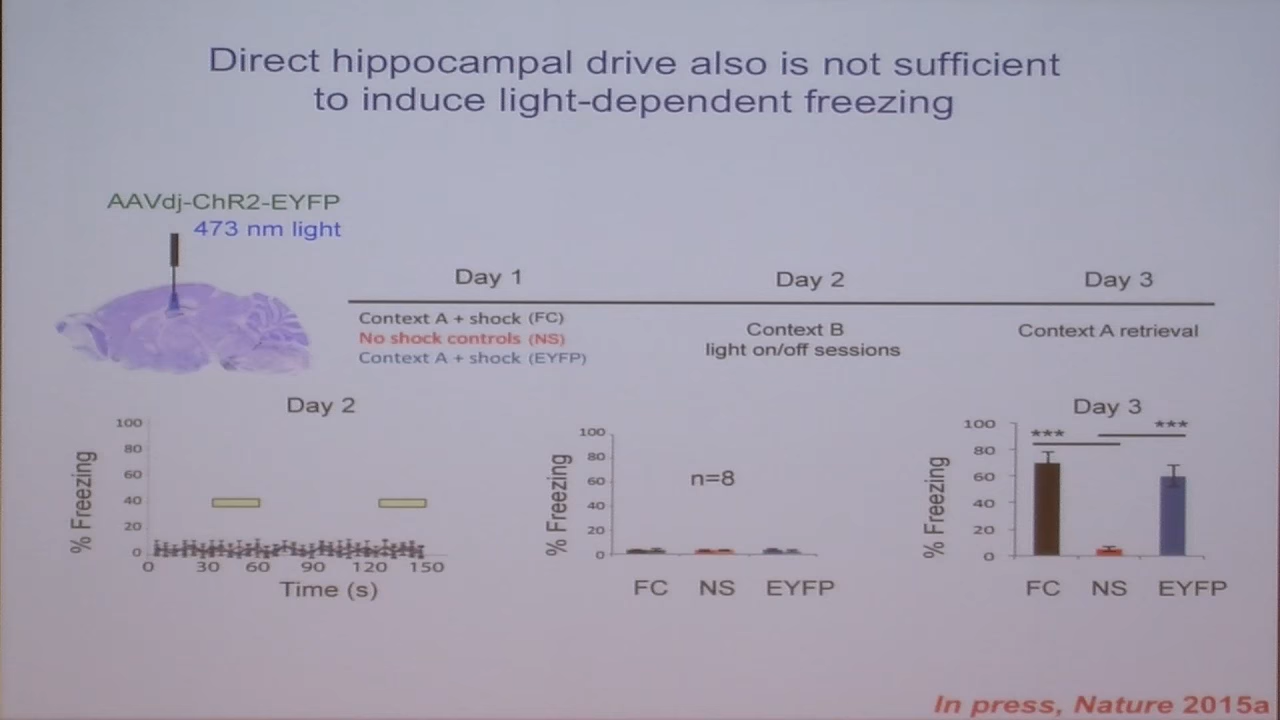 Direct hippocampal drive also is not sufficient
to induce light-dependent freezing
AAVdj-ChR2-EYFP
473 nm light
Day 1
Day 2
Day 3
Context A + shock (FC)
No shock controls (NS)
Context A + shock (EYFP)
Context B
light on/off sessions
Context A retrieval
Day 2
% Freezing
100
80
60
40
20
0
0 30 60 90 120 150
Time (s)
% Freezing
100
80
60
40
20
0
n=8
FC NS EYFP
Day 3
% Freezing
100
80
60
40
20
0
*** ***
FC NS EYFP
In press, Nature 2015a